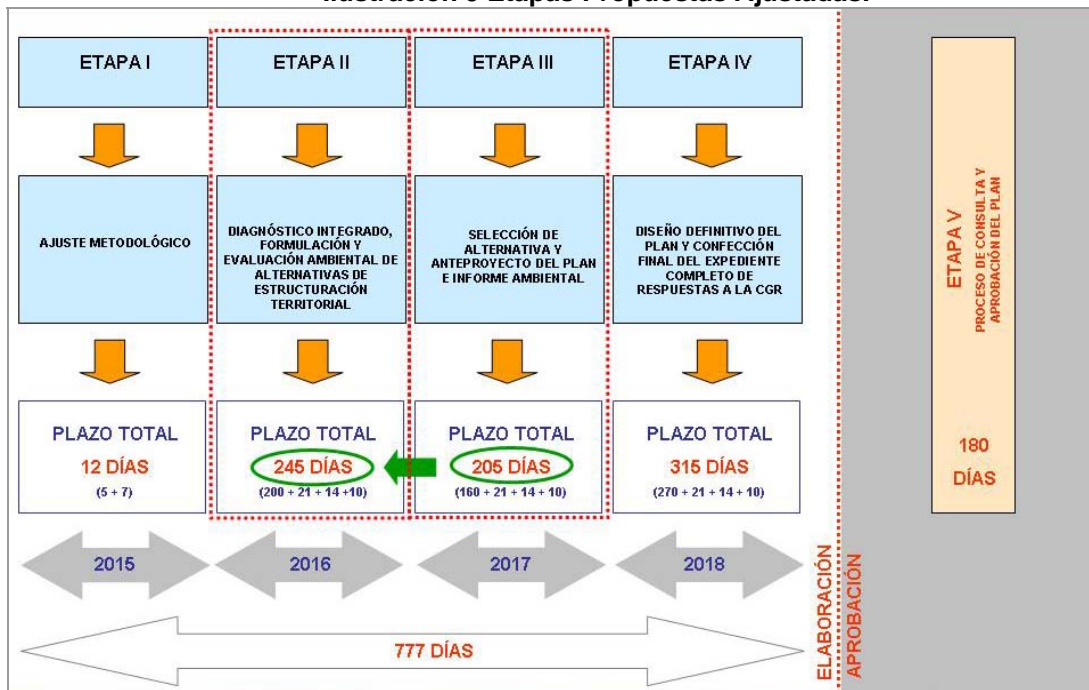 Ilustración 3 Etapas Propuestas Ajustadas.
ETAPA I
ETAPA II
ETAPA III
ETAPA IV
AJUSTE METODOLÓGICO
DIAGNÓSTICO INTEGRADO,
FORMULACIÓN Y
EVALUACIÓN AMBIENTAL DE
ALTERNATIVAS DE
ESTRUCTURACIÓN
TERRITORIAL
SELECCIÓN DE
ALTERNATIVA Y
ANTEPROYECTO DEL PLAN
E INFORME AMBIENTAL
DISEÑO DEFINITIVO DEL
PLAN Y CONFECCIÓN
FINAL DEL EXPEDIENTE
COMPLETO DE
RESPUESTAS A LA CGR
PLAZO TOTAL
12 DÍAS
(5 + 7)
PLAZO TOTAL
245 DÍAS
(200 + 21 + 14 +10)
PLAZO TOTAL
205 DÍAS
(160 + 21 + 14 + 10)
PLAZO TOTAL
315 DÍAS
(270 + 21 + 14 + 10)
2015
2016
2017
2018
777 DÍAS
ELABORACIÓN
APROBACIÓN
ETAPA V
PROCESO DE CONSULTA Y
APROBACIÓN DEL PLAN
180
DÍAS